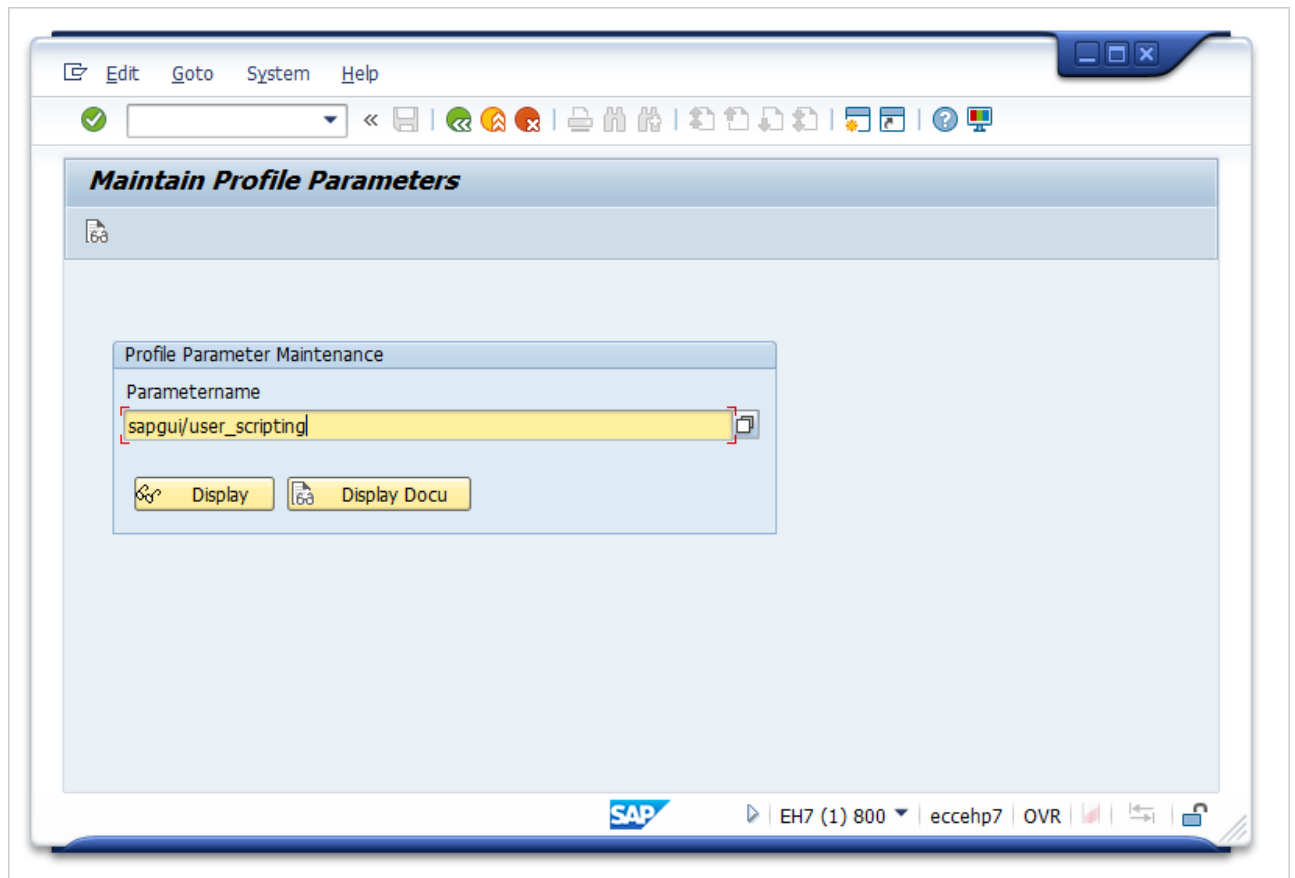 Edit Goto System Help
Maintain Profile Parameters
Profile Parameter Maintenance
Parametername
sapgui/user_scripting
Display Display Docu
SAP EH7 (1) 800 eccehp7 OVR